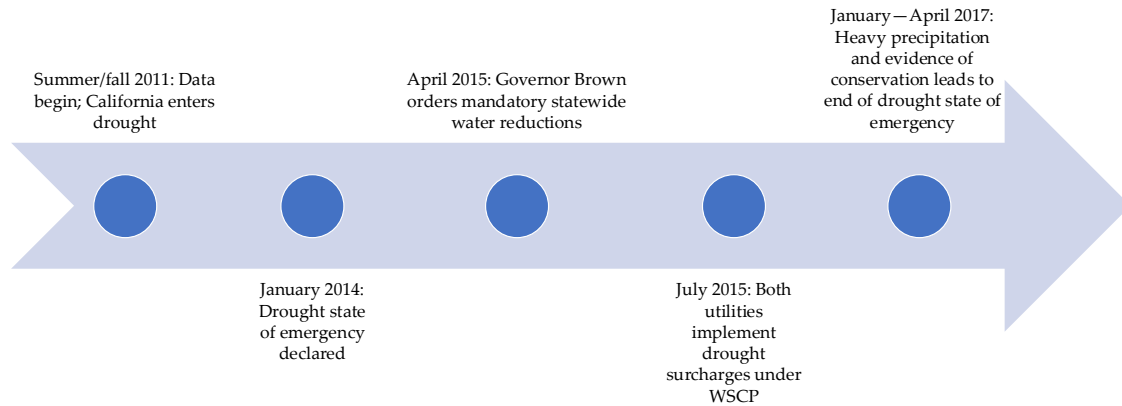 Summer/fall 2011: Data
begin; California enters
drought
January 2014:
Drought state
of emergency
declared
April 2015: Governor Brown
orders mandatory statewide
water reductions
July 2015: Both
utilities
implement
drought
surcharges under
WSCP
January—April 2017:
Heavy precipitation
and evidence of
conservation leads to
end of drought state of
emergency